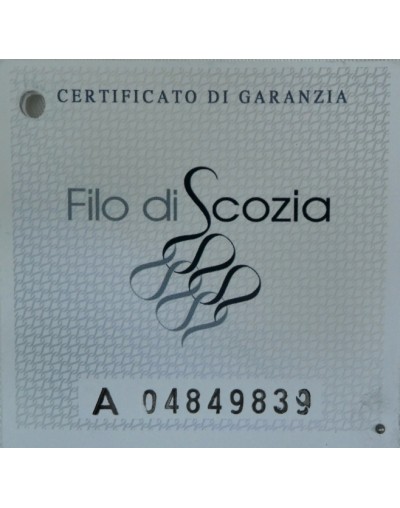 CERTIFICATO DI GARANZIA
Filo di Scozia
A 04849839